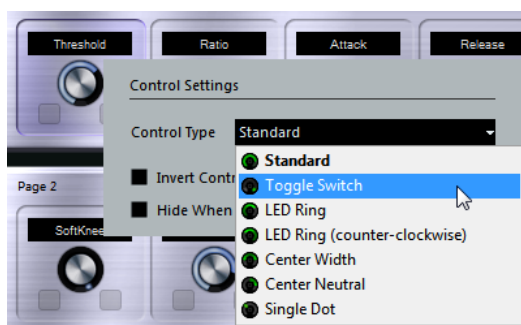 Threshold
Ratio
Attack
Release
Control Settings
Control Type
Standard
Standard
Invert Contr
Toggle Switch
Hide When
LED Ring
LED Ring (counter-clockwise)
Center Width
Center Neutral
Single Dot
Page 2
SoftKnee